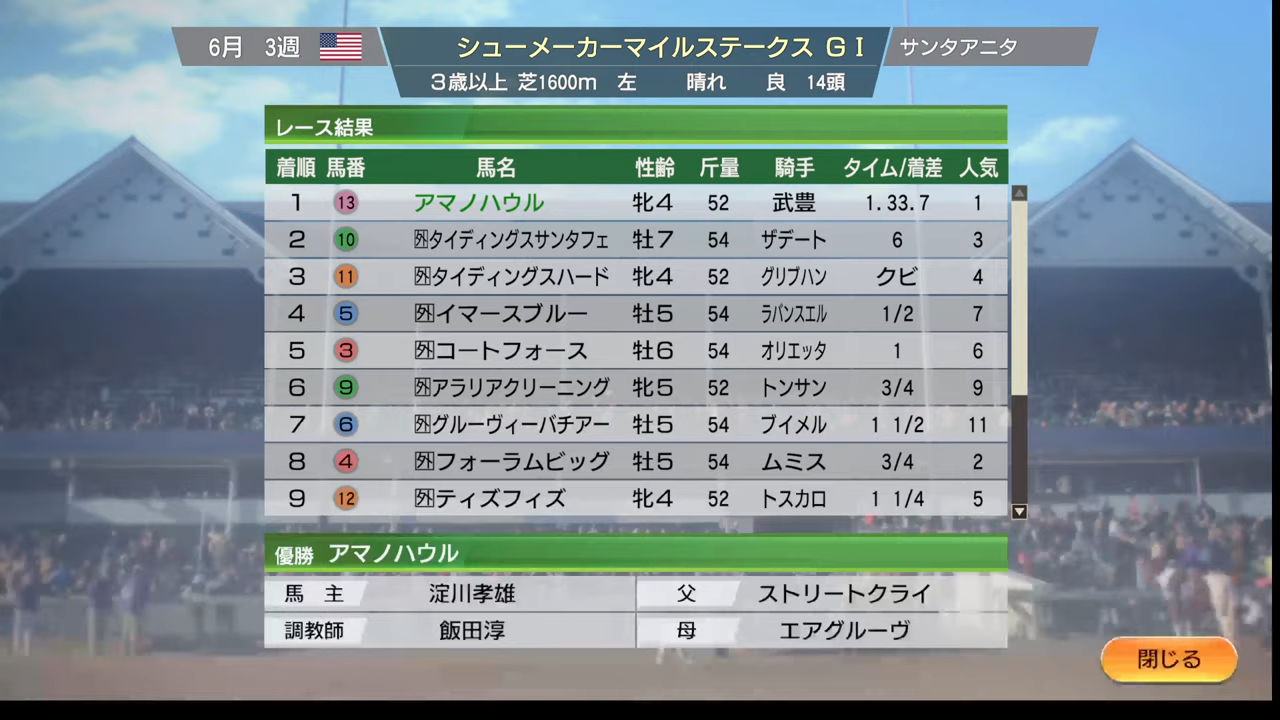 6月 3週 シューメーカーマイルステークス GⅠ サンタアニタ
3歳以上 芝1600m 左 晴れ 良 14頭
レース結果
着順 馬番 馬名 性齢 斤量 騎手 タイム/着差 人気
1 13 アマノハウル 牝4 52 武豊 1.33.7 1
2 10 外タイディングスサンタフェ 牡7 54 ザデート 6 3
3 11 外タイディングスハード 牝4 52 グリブハン クビ 4
4 5 外イマースブルー 牡5 54 ラバンスエル 1/2 7
5 3 外コートフォース 牡6 54 オリエッタ 1 6
6 9 外アラリアクリーニング 牝5 52 トンサン 3/4 9
7 6 外グルーヴィーバチアー 牡5 54 ブイメル 1 1/2 11
8 4 外フォーラムビッグ 牡5 54 ムミス 3/4 2
9 12 外ティズフィズ 牝4 52 トスカロ 1 1/4 5
優勝 アマノハウル
馬主 淀川孝雄 父 ストリートクライ
調教師 飯田淳 母 エアグルーヴ
閉じる